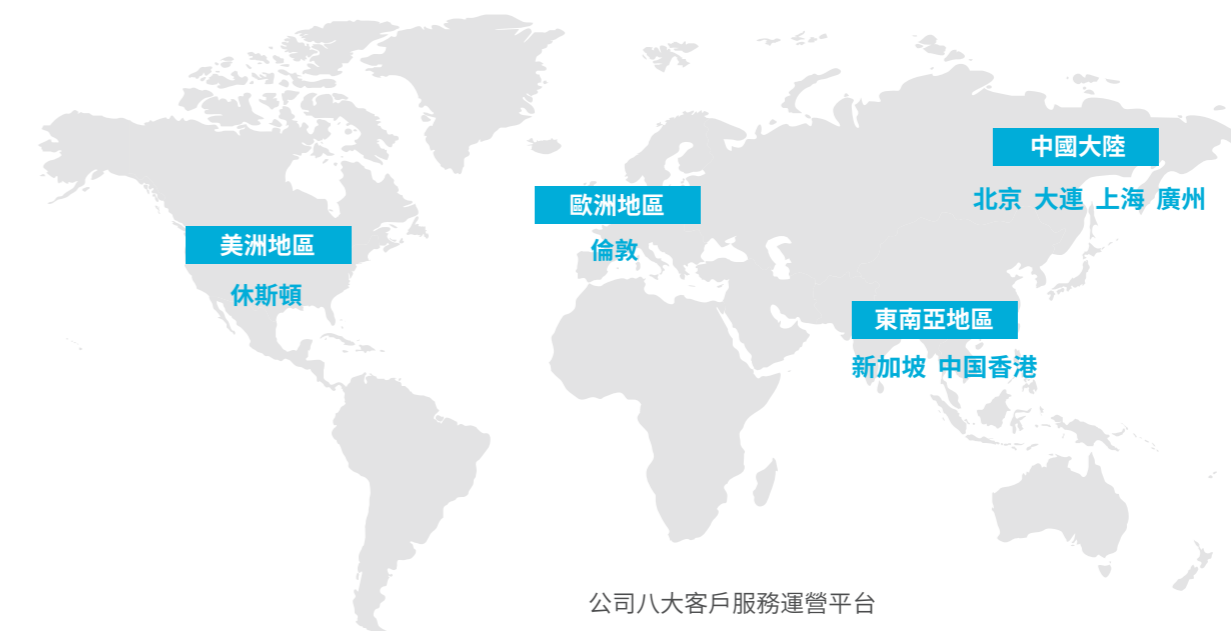 中國大陸
北京 大連 上海 廣州
歐洲地區
倫敦
美洲地區
休斯頓
東南亞地區
新加坡 中国香港
公司八大客戶服務運營平台